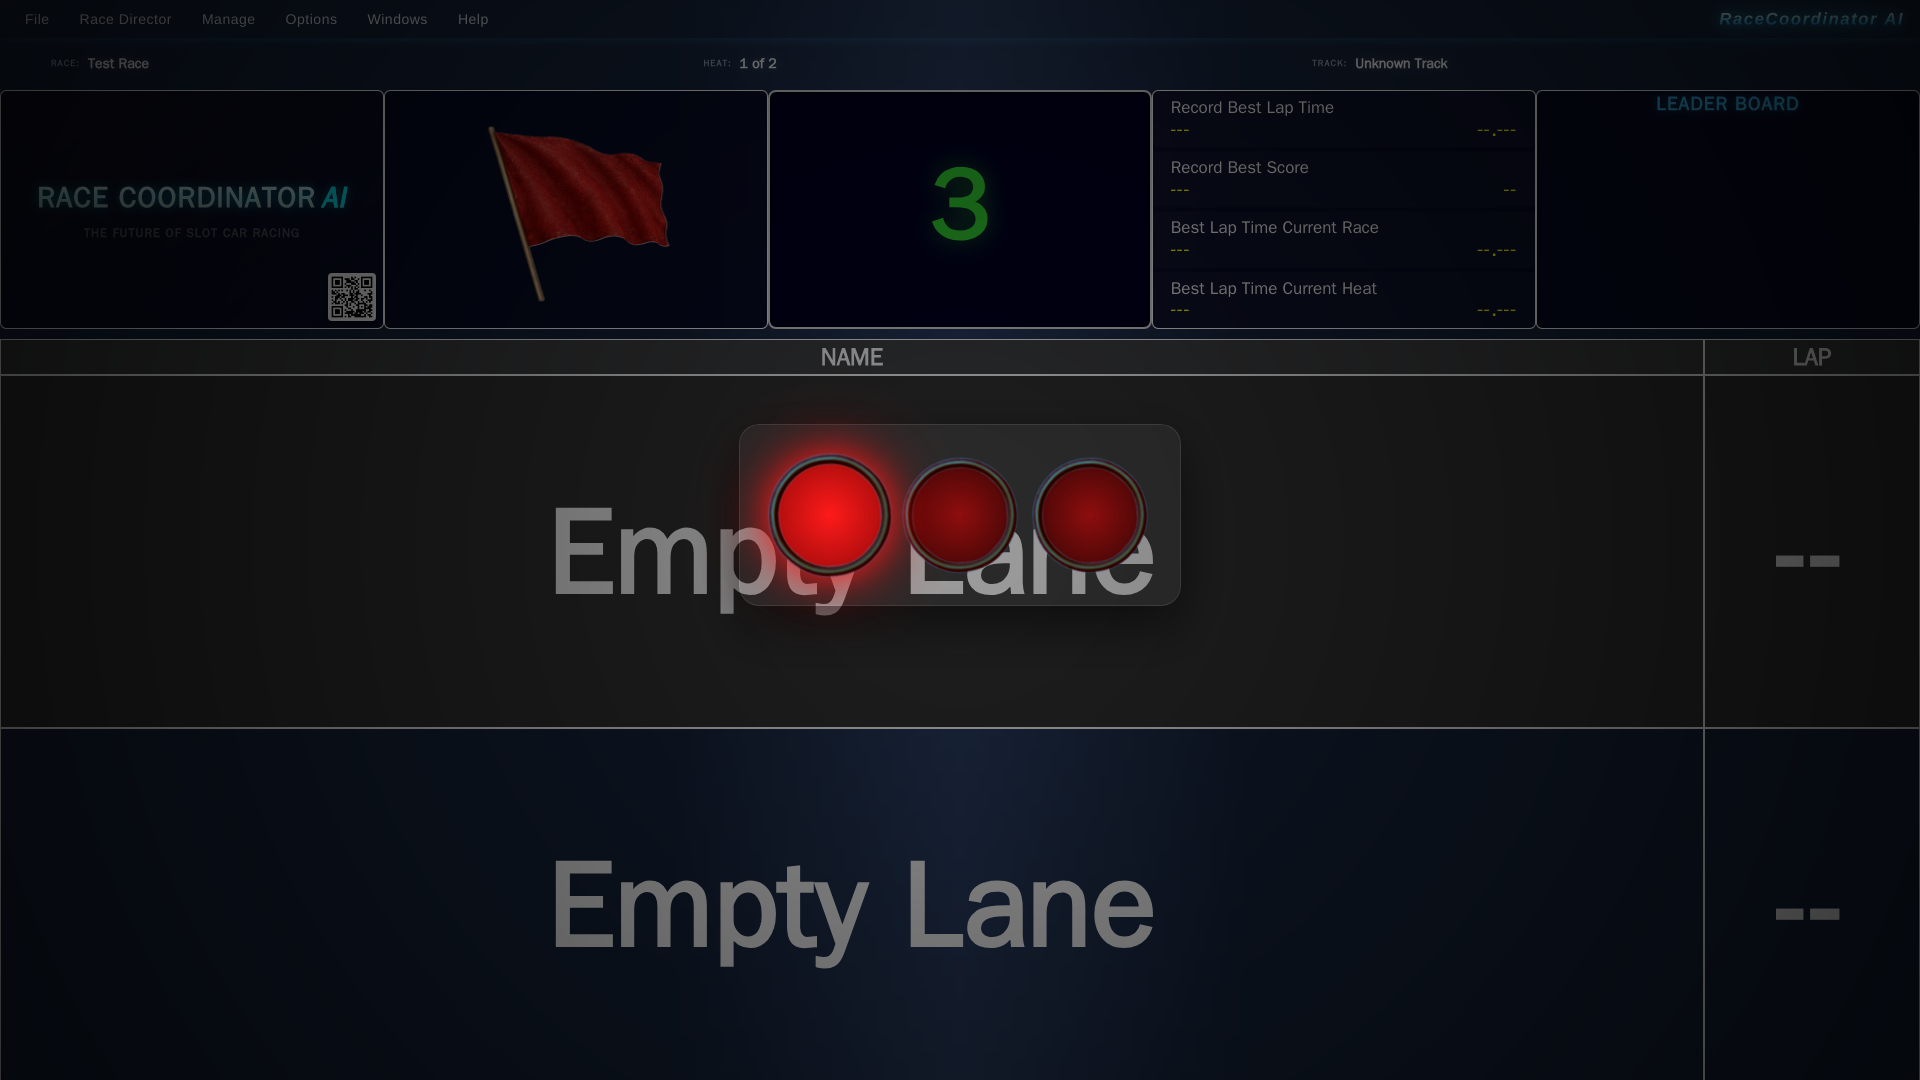 File Race Director Manage Options Windows Help RaceCoordinator AI
RACE: Test Race HEAT: 1 of 2 TRACK: Unknown Track
RACE COORDINATOR AI
THE FUTURE OF SLOT CAR RACING
3
Record Best Lap Time
--- --.---
Record Best Score
--- --
Best Lap Time Current Race
--- --.---
Best Lap Time Current Heat
--- --.---
LEADER BOARD
NAME LAP
Empty Lane --
Empty Lane --